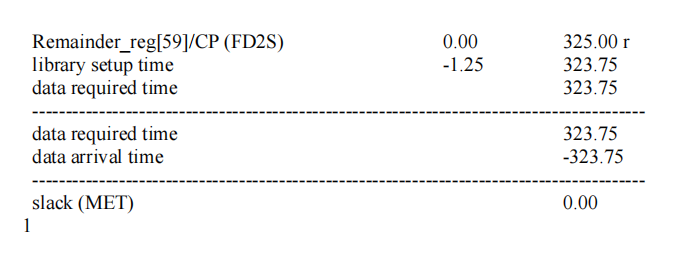 Remainder_reg[59]/CP (FD2S) 0.00 325.00 r
library setup time -1.25 323.75
data required time 323.75
--------------------------------------------------------------------------------------------
data required time 323.75
data arrival time -323.75
--------------------------------------------------------------------------------------------
slack (MET) 0.00
1